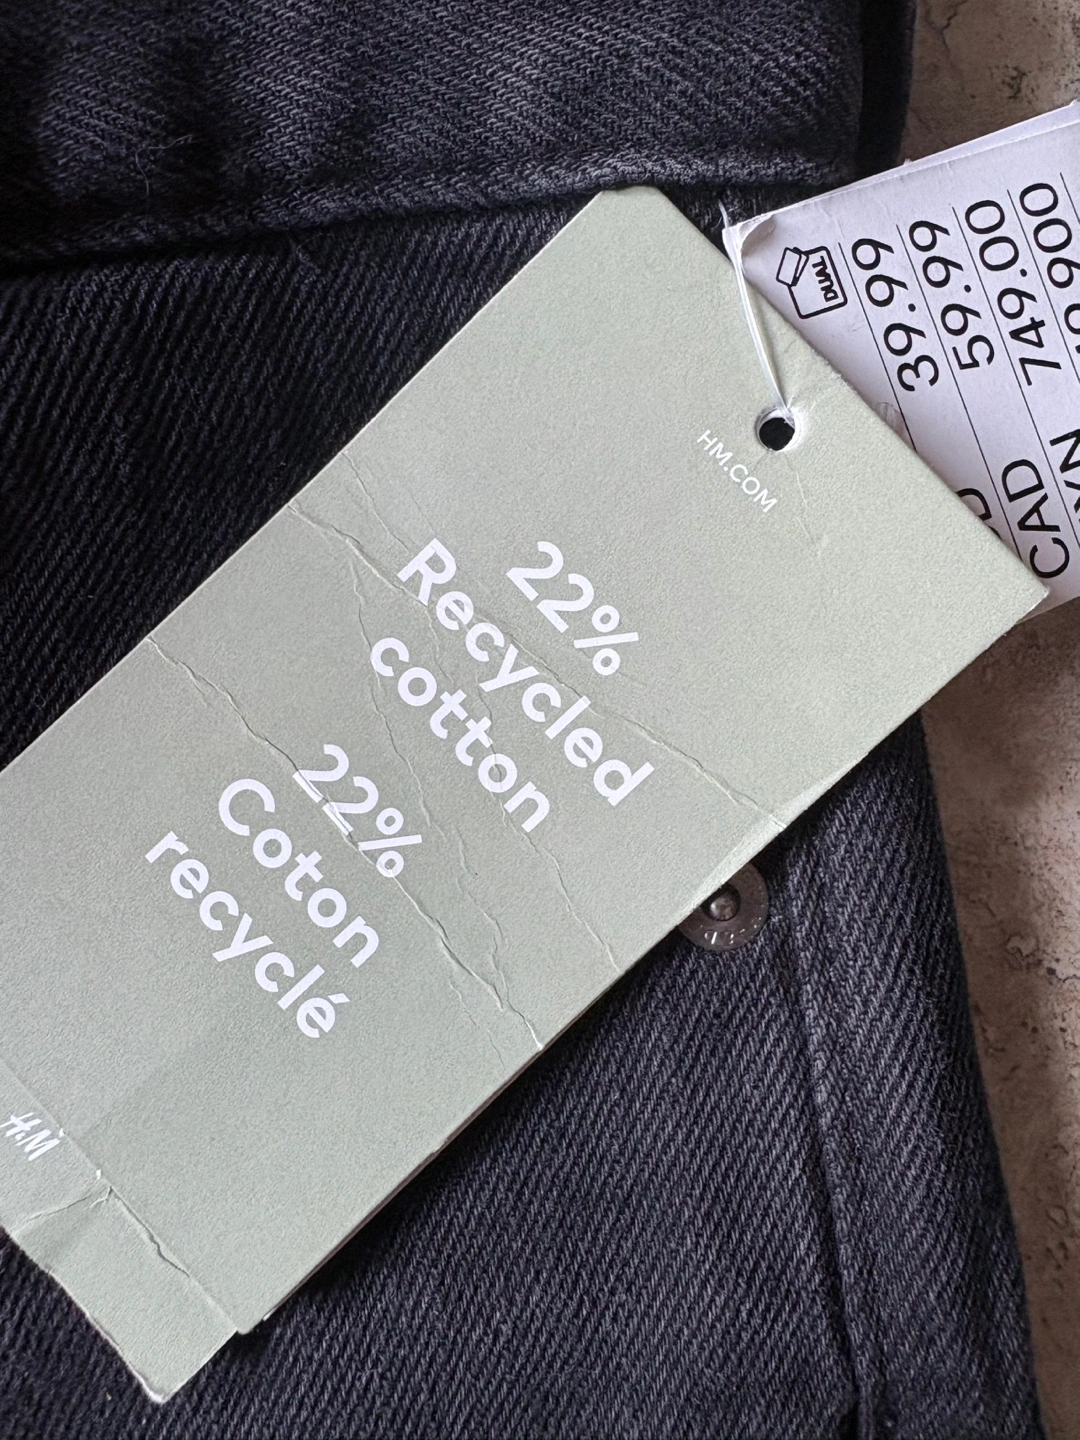 HM.COM
22%
Recycled
cotton
22%
Coton
recyclé
H&M
DUAL
39.99
59.99
CAD 749.00